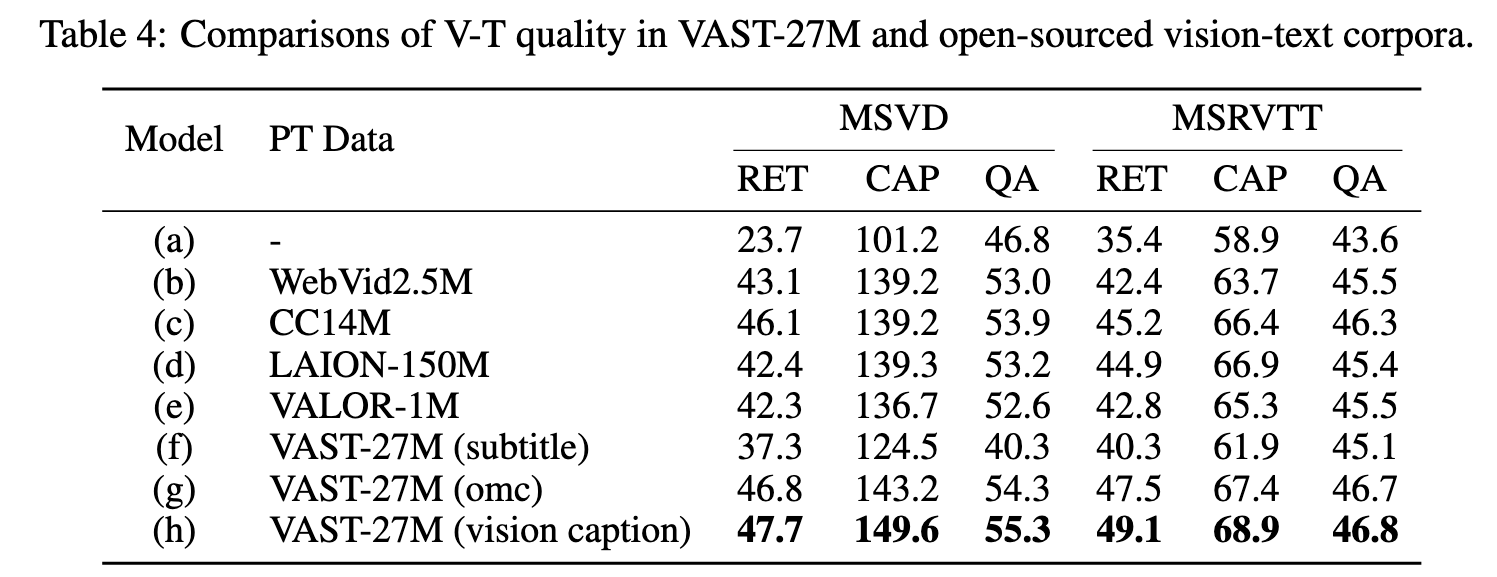 Table 4: Comparisons of V-T quality in VAST-27M and open-sourced vision-text corpora.
Model PT Data MSVD MSRVTT
RET CAP QA RET CAP QA
(a) - 23.7 101.2 46.8 35.4 58.9 43.6
(b) WebVid2.5M 43.1 139.2 53.0 42.4 63.7 45.5
(c) CC14M 46.1 139.2 53.9 45.2 66.4 46.3
(d) LAION-150M 42.4 139.3 53.2 44.9 66.9 45.4
(e) VALOR-1M 42.3 136.7 52.6 42.8 65.3 45.5
(f) VAST-27M (subtitle) 37.3 124.5 40.3 40.3 61.9 45.1
(g) VAST-27M (omc) 46.8 143.2 54.3 47.5 67.4 46.7
(h) VAST-27M (vision caption) 47.7 149.6 55.3 49.1 68.9 46.8